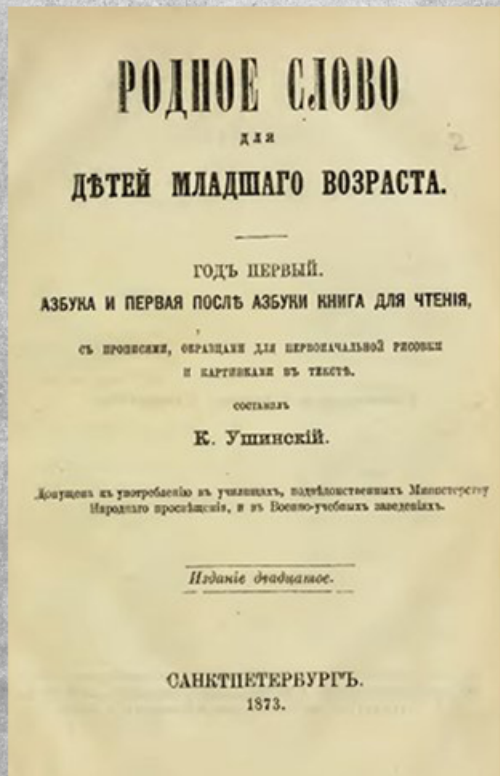 РОДНОЕ СЛОВО
ДЛЯ
ДѢТЕЙ МЛАДШАГО ВОЗРАСТА.
ГОДЪ ПЕРВЫЙ.
АЗБУКА И ПЕРВАЯ ПОСЛѢ АЗБУКИ КНИГА ДЛЯ ЧТЕНІЯ,
СЪ ПРОПИСЯМИ, ОБРАЗЦАМИ ДЛЯ ПЕРВОНАЧАЛЬНОЙ РИСОВКИ
И КАРТИНКАМИ ВЪ ТЕКСТѢ.
СОСТАВИЛЪ
К. Ушинскій.
Допущена къ употребленію въ училищахъ, подвѣдомственныхъ Министерству
Народнаго просвѣщенія, и въ Военно-учебныхъ заведеніяхъ.
Изданіе двадцатое.
САНКТПЕТЕРБУРГЪ.
1873.
2